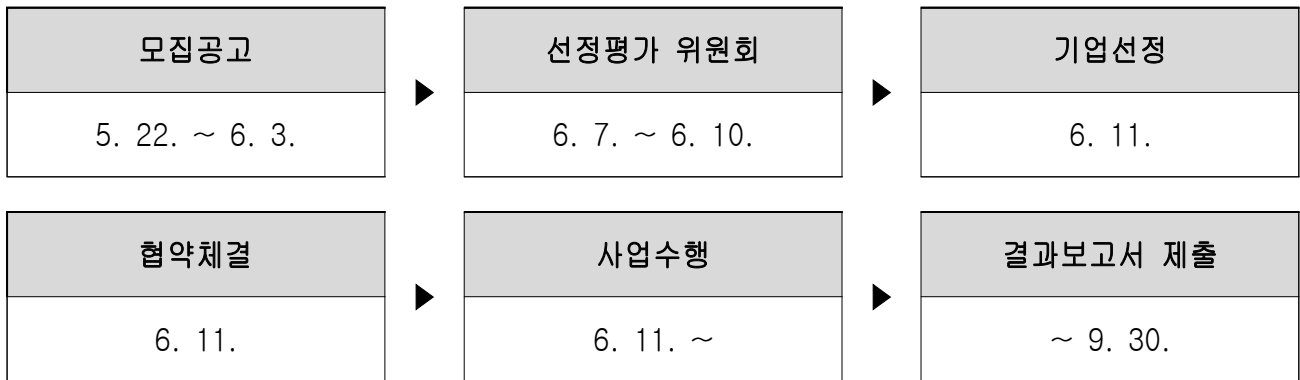 모집공고 ▶ 선정평가 위원회 ▶ 기업선정
5. 22. ~ 6. 3. 6. 7. ~ 6. 10. 6. 11.
협약체결 ▶ 사업수행 ▶ 결과보고서 제출
6. 11. 6. 11. ~ ~ 9. 30.